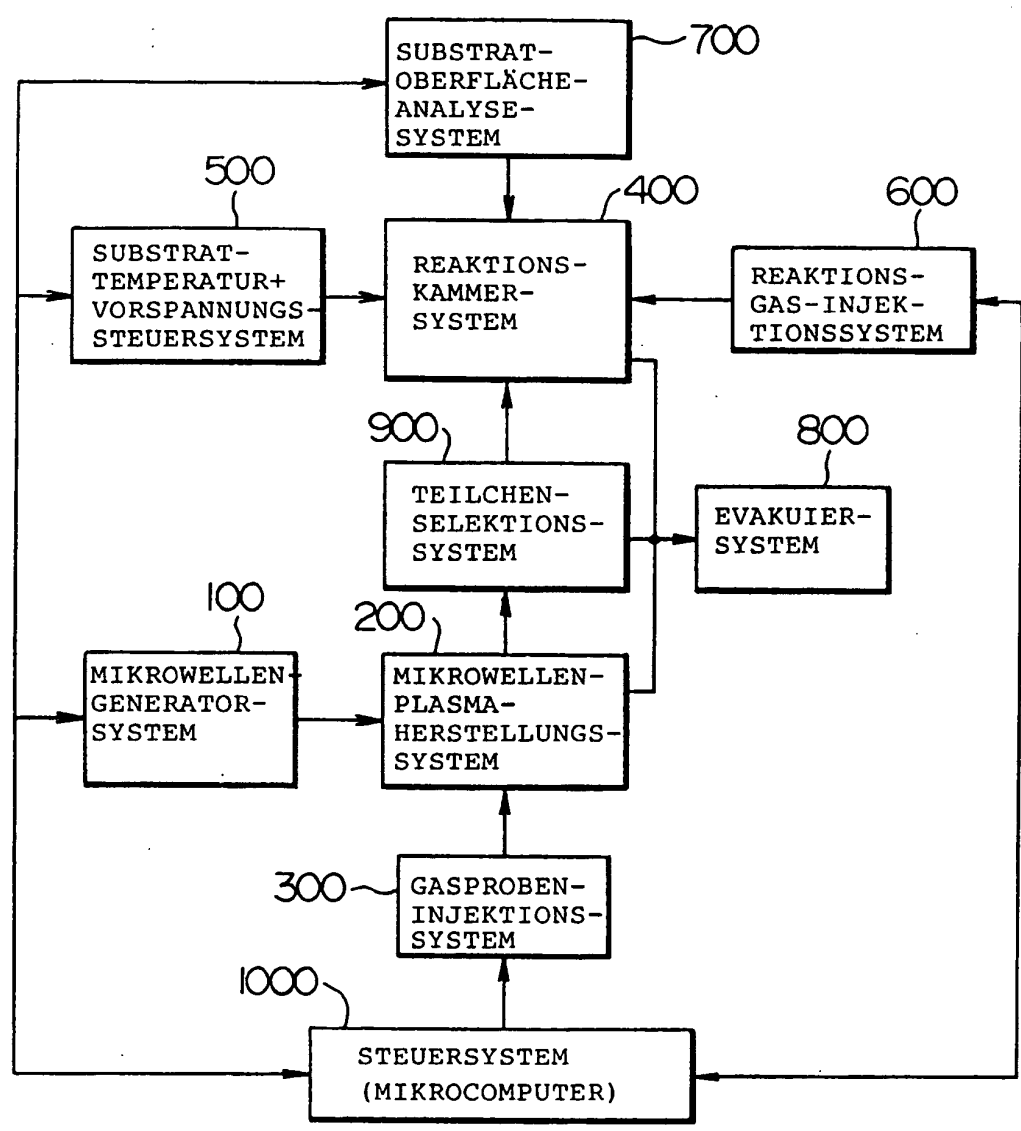 700
SUBSTRAT-
OBERFLÄCHE-
ANALYSE-
SYSTEM
500
SUBSTRAT-
TEMPERATUR+
VORSPANNUNGS-
STEUERSYSTEM
400
REAKTIONS-
KAMMER-
SYSTEM
600
REAKTIONS-
GAS-INJEK-
TIONSSYSTEM
900
TEILCHEN-
SELEKTIONS-
SYSTEM
800
EVAKUIER-
SYSTEM
100
MIKROWELLEN-
GENERATOR-
SYSTEM
200
MIKROWELLEN-
PLASMA-
HERSTELLUNGS-
SYSTEM
300
GASPROBEN-
INJEKTIONS-
SYSTEM
1000
STEUERSYSTEM
(MIKROCOMPUTER)